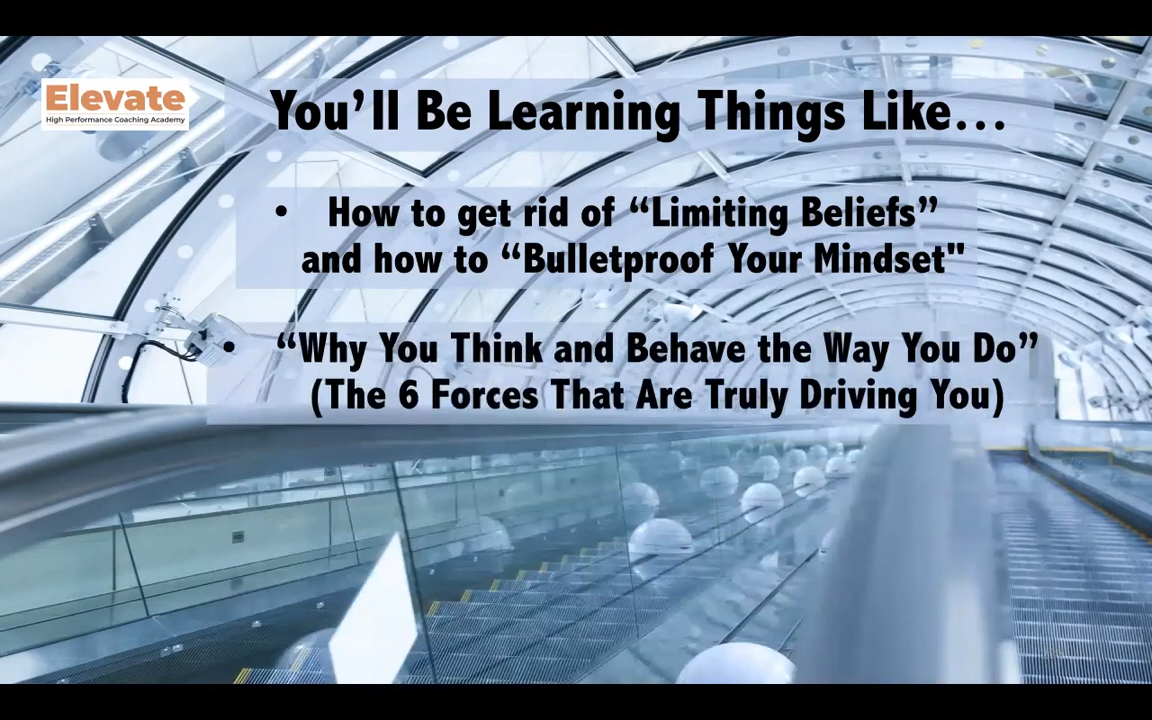 Elevate
High Performance Coaching Academy
You’ll Be Learning Things Like…
• How to get rid of “Limiting Beliefs”
and how to “Bulletproof Your Mindset"
• “Why You Think and Behave the Way You Do”
(The 6 Forces That Are Truly Driving You)